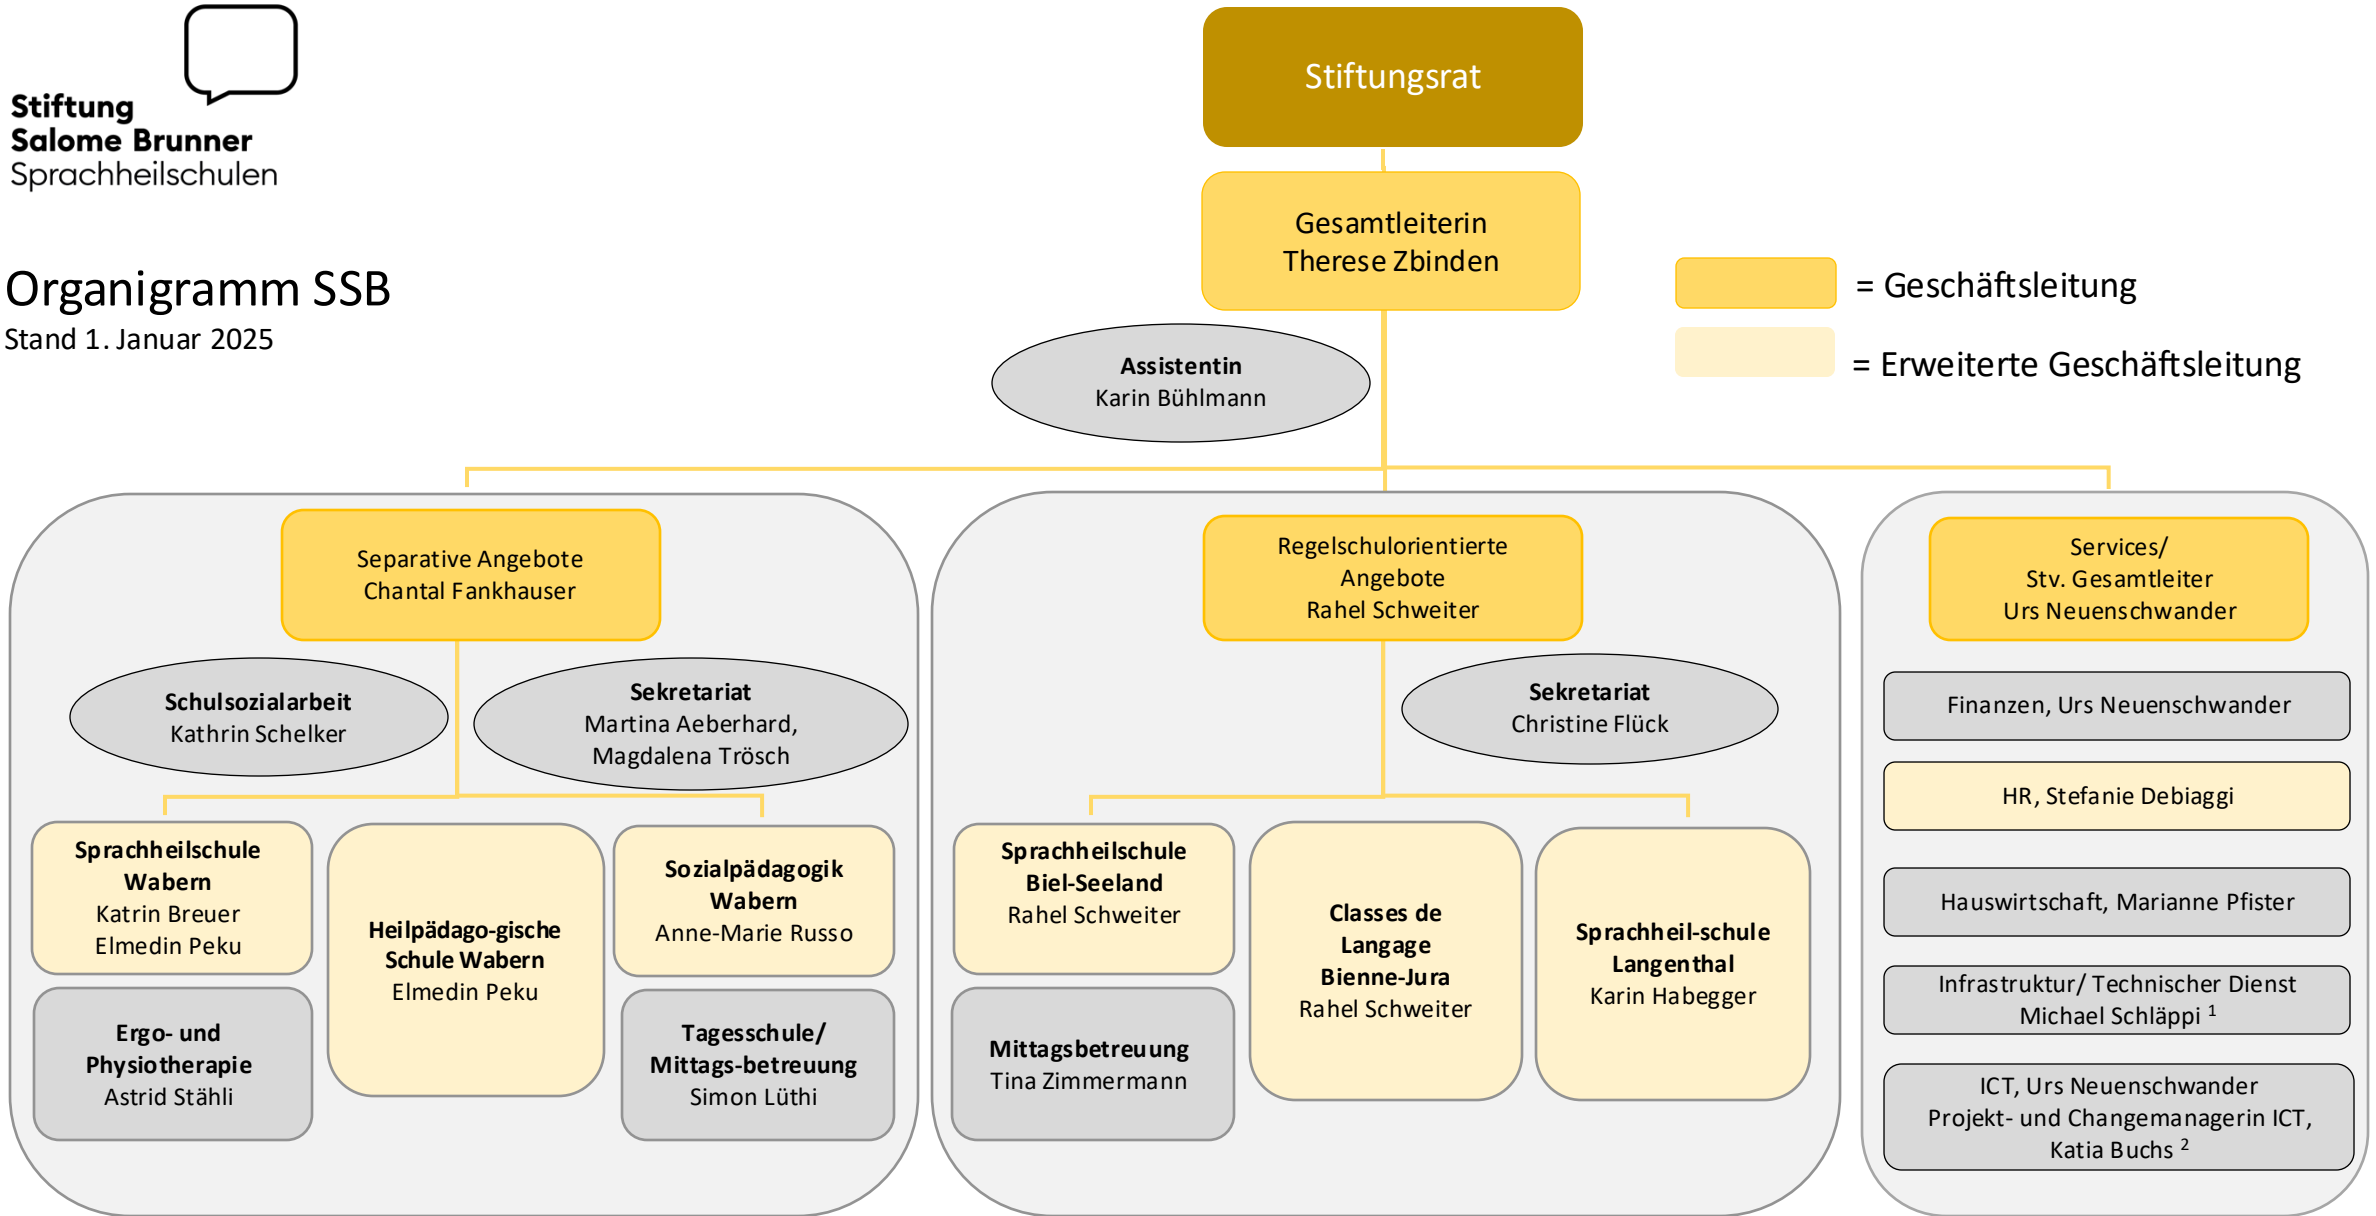 Stiftung
Salome Brunner
Sprachheilschulen
Organigramm SSB
Stand 1. Januar 2025
Stiftungsrat
Gesamtleiterin
Therese Zbinden
= Geschäftsleitung
= Erweiterte Geschäftsleitung
Assistentin
Karin Bühlmann
Separative Angebote
Chantal Fankhauser
Schulsozialarbeit
Kathrin Schelker
Sekretariat
Martina Aeberhard,
Magdalena Trösch
Sprachheilschule
Wabern
Katrin Breuer
Elmedin Peku
Heilpädago-gische
Schule Wabern
Elmedin Peku
Sozialpädagogik
Wabern
Anne-Marie Russo
Ergo- und
Physiotherapie
Astrid Stähli
Tagesschule/
Mittags-betreuung
Simon Lüthi
Regelschulorientierte
Angebote
Rahel Schweiter
Sekretariat
Christine Flück
Sprachheilschule
Biel-Seeland
Rahel Schweiter
Classes de
Langage
Bienne-Jura
Rahel Schweiter
Sprachheil-schule
Langenthal
Karin Habegger
Mittagsbetreuung
Tina Zimmermann
Services/
Stv. Gesamtleiter
Urs Neuenschwander
Finanzen, Urs Neuenschwander
HR, Stefanie Debiaggi
Hauswirtschaft, Marianne Pfister
Infrastruktur/ Technischer Dienst
Michael Schläppi ¹
ICT, Urs Neuenschwander
Projekt- und Changemanagerin ICT,
Katia Buchs ²